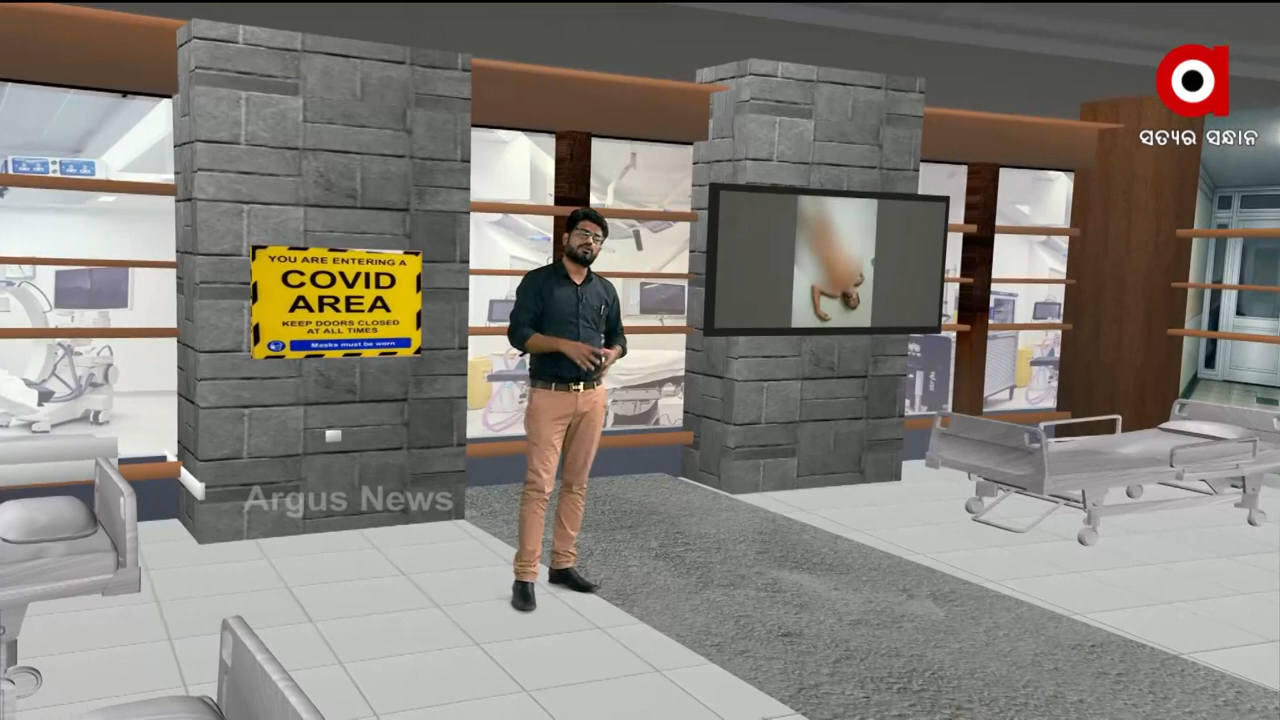 ସତ୍ୟର ସନ୍ଧାନ
YOU ARE ENTERING A
COVID
AREA
KEEP DOORS CLOSED
AT ALL TIMES
Masks must be worn
Argus News